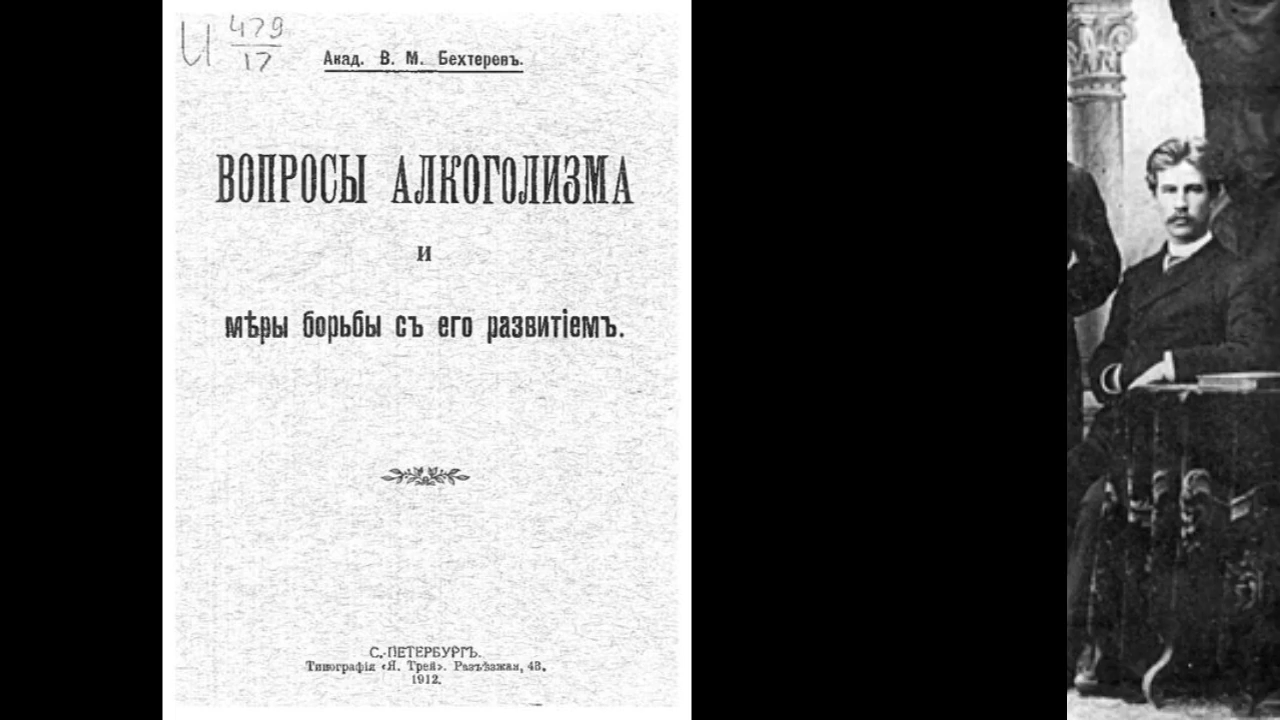 И 479
17
Акад. В. М. Бехтеревъ.
ВОПРОСЫ АЛКОГОЛИЗМА
и
мѣры борьбы съ его развитіемъ.
С.-ПЕТЕРБУРГЪ.
Типографія «Я. Трей». Разъѣзжая, 43.
1912.